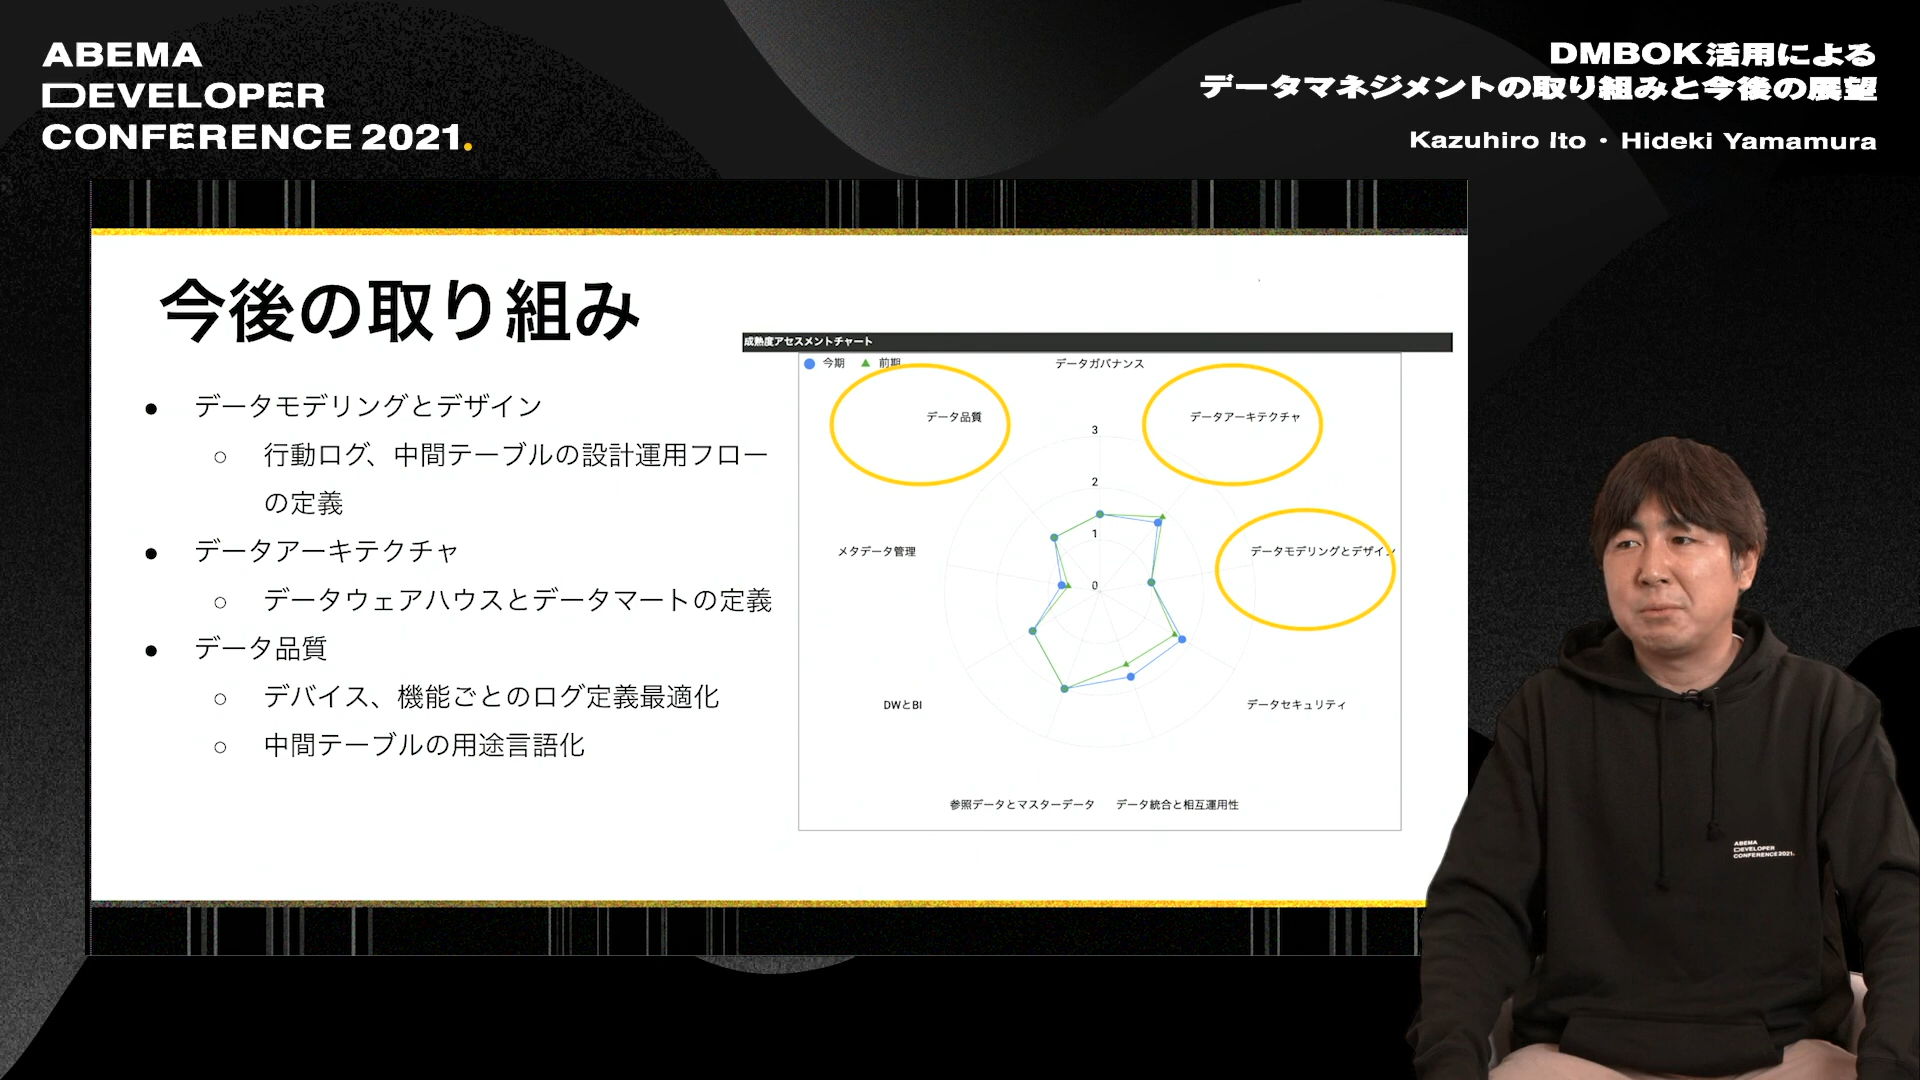 ABEMA
DEVELOPER
CONFERENCE 2021.
DMBOK活用による
データマネジメントの取り組みと今後の展望
Kazuhiro Ito・Hideki Yamamura
今後の取り組み
● データモデリングとデザイン
○ 行動ログ、中間テーブルの設計運用フロー
の定義
● データアーキテクチャ
○ データウェアハウスとデータマートの定義
● データ品質
○ デバイス、機能ごとのログ定義最適化
○ 中間テーブルの用途言語化
成熟度アセスメントチャート
今期 前期
データガバナンス
データ品質
データアーキテクチャ
3
2
1
0
メタデータ管理
データモデリングとデザイン
DWとBI
データセキュリティ
参照データとマスターデータ
データ統合と相互運用性
ABEMA
DEVELOPER
CONFERENCE 2021.